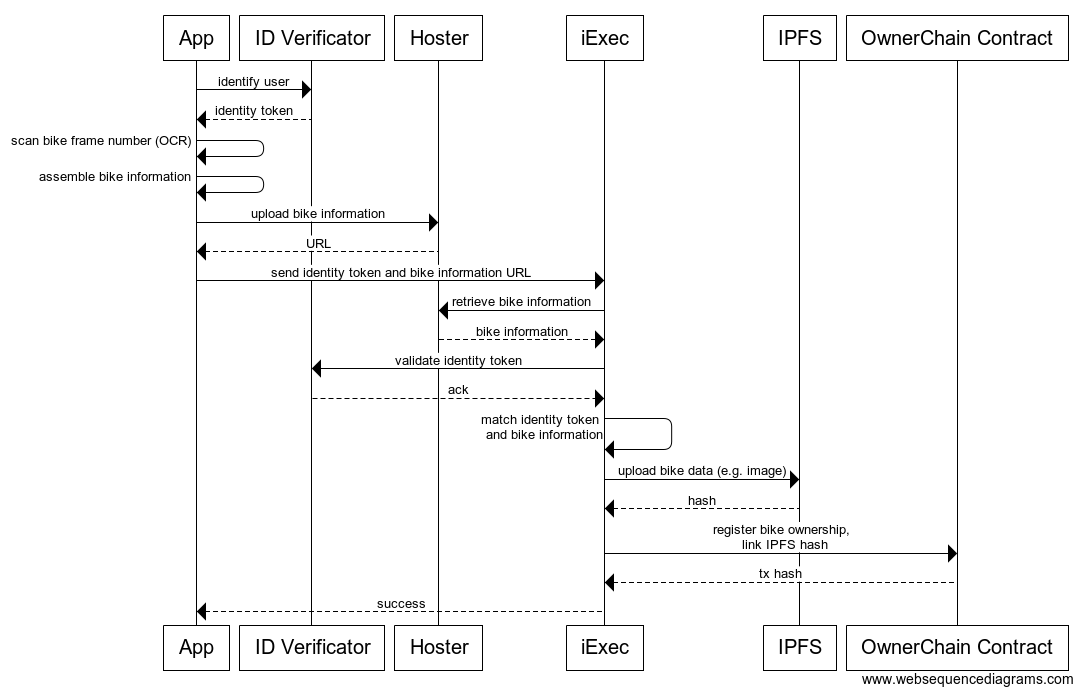 App
ID Verificator
Hoster
iExec
IPFS
OwnerChain Contract
identify user
identity token
scan bike frame number (OCR)
assemble bike information
upload bike information
URL
send identity token and bike information URL
retrieve bike information
bike information
validate identity token
ack
match identity token
and bike information
upload bike data (e.g. image)
hash
register bike ownership,
link IPFS hash
tx hash
success
App
ID Verificator
Hoster
iExec
IPFS
OwnerChain Contract
www.websequencediagrams.com